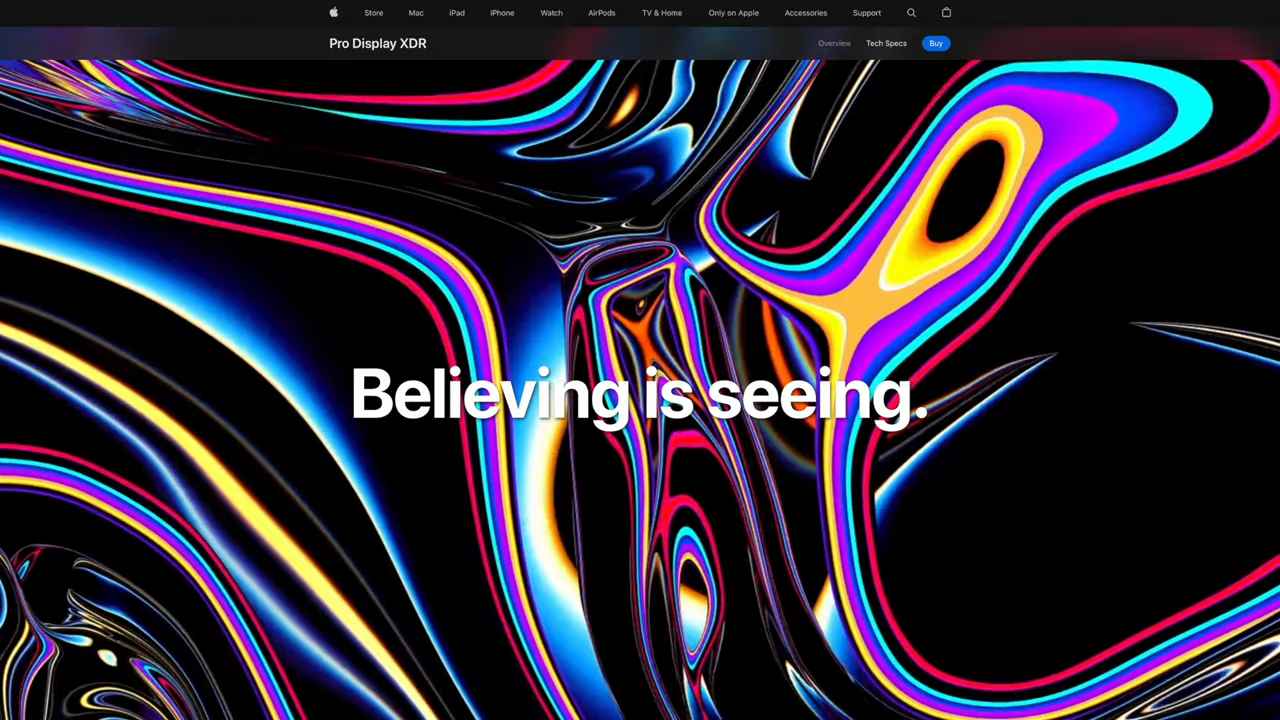 Store Mac iPad iPhone Watch AirPods TV & Home Only on Apple Accessories Support
Pro Display XDR Overview Tech Specs Buy
Believing is seeing.